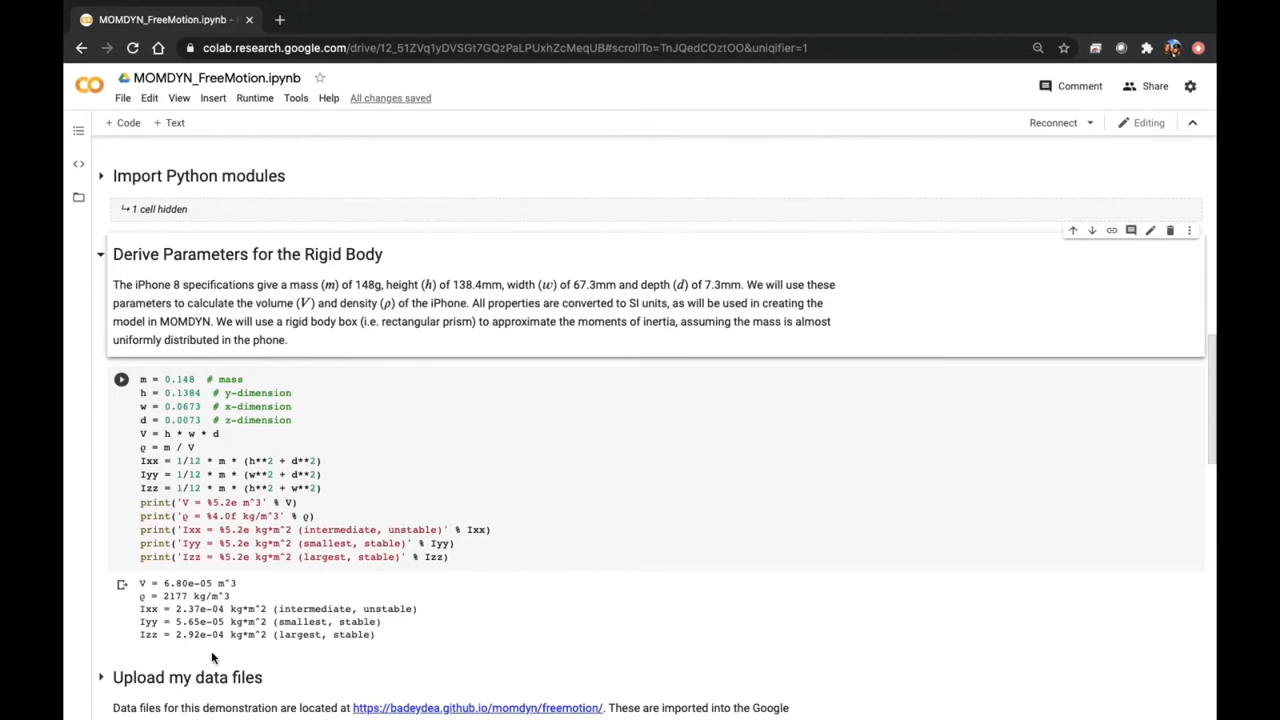 MOMDYN_FreeMotion.ipynb -
colab.research.google.com/drive/12_51ZVq1yDVSGt7GQzPaLPUxhZcMeqUB#scrollTo=TnJQedCOztOO&uniqifier=1
MOMDYN_FreeMotion.ipynb
Comment Share
File Edit View Insert Runtime Tools Help All changes saved
+ Code + Text Reconnect Editing
Import Python modules
1 cell hidden
Derive Parameters for the Rigid Body
The iPhone 8 specifications give a mass (m) of 148g, height (h) of 138.4mm, width (w) of 67.3mm and depth (d) of 7.3mm. We will use these
parameters to calculate the volume (V) and density (ρ) of the iPhone. All properties are converted to SI units, as will be used in creating the
model in MOMDYN. We will use a rigid body box (i.e. rectangular prism) to approximate the moments of inertia, assuming the mass is almost
uniformly distributed in the phone.
m = 0.148 # mass
h = 0.1384 # y-dimension
w = 0.0673 # x-dimension
d = 0.0073 # z-dimension
V = h * w * d
ϱ = m / V
Ixx = 1/12 * m * (h**2 + d**2)
Iyy = 1/12 * m * (w**2 + d**2)
Izz = 1/12 * m * (h**2 + w**2)
print('V = %5.2e m^3' % V)
print('ϱ = %4.0f kg/m^3' % ϱ)
print('Ixx = %5.2e kg*m^2 (intermediate, unstable)' % Ixx)
print('Iyy = %5.2e kg*m^2 (smallest, stable)' % Iyy)
print('Izz = %5.2e kg*m^2 (largest, stable)' % Izz)
V = 6.80e-05 m^3
ϱ = 2177 kg/m^3
Ixx = 2.37e-04 kg*m^2 (intermediate, unstable)
Iyy = 5.65e-05 kg*m^2 (smallest, stable)
Izz = 2.92e-04 kg*m^2 (largest, stable)
Upload my data files
Data files for this demonstration are located at https://badeydea.github.io/momdyn/freemotion/. These are imported into the Google